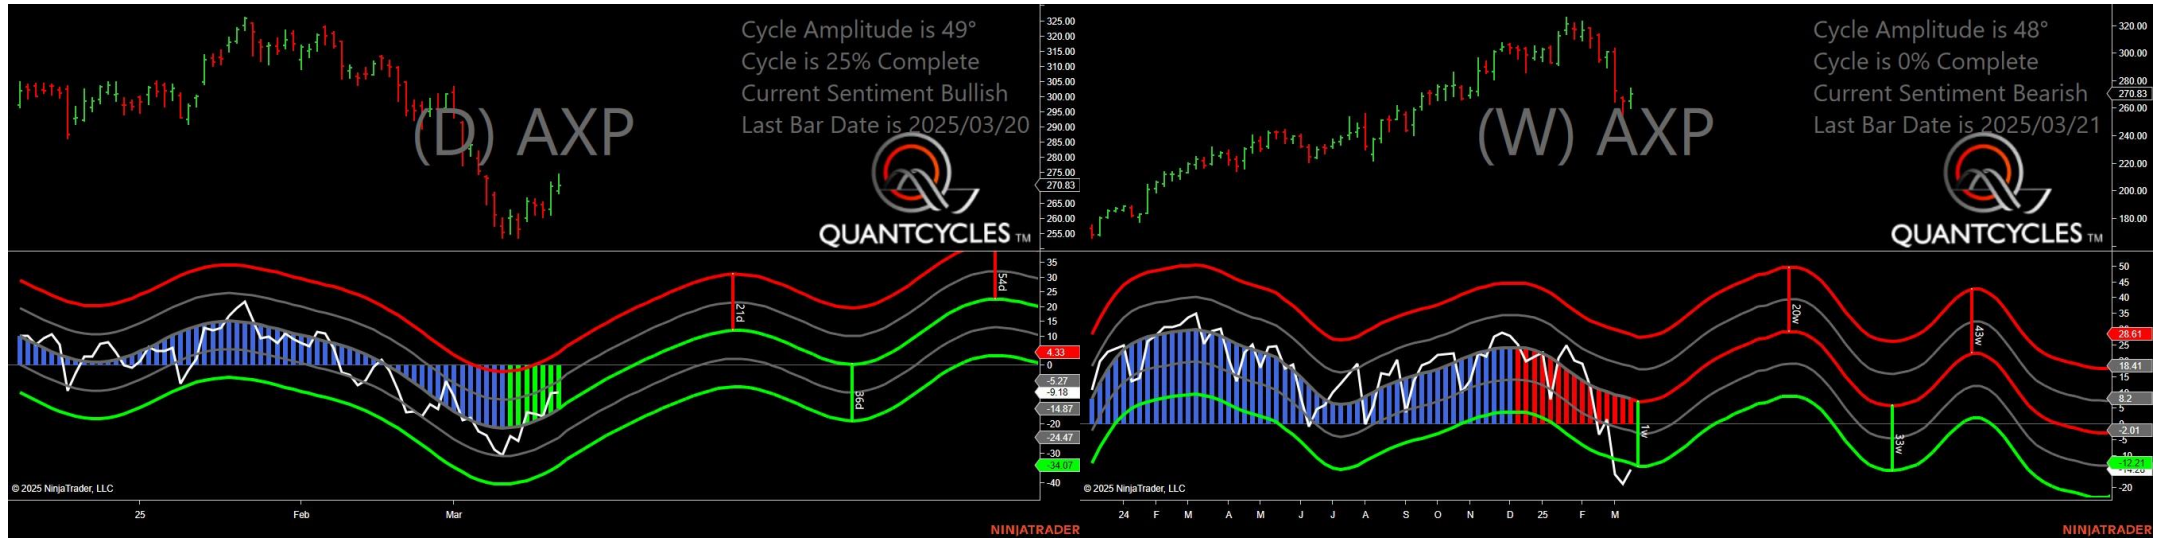 Cycle Amplitude is 49°
Cycle is 25% Complete
Current Sentiment Bullish
Last Bar Date is 2025/03/20
(D) AXP
QUANTCYCLES TM
325.00
320.00
315.00
310.00
305.00
300.00
295.00
290.00
285.00
280.00
275.00
270.83
265.00
260.00
255.00
21d
36d
54d
35
30
25
20
15
10
4.33
0
-5.27
-9.18
-14.87
-20
-24.47
-30
-34.07
-40
© 2025 NinjaTrader, LLC
25 Feb Mar
NINJATRADER
Cycle Amplitude is 48°
Cycle is 0% Complete
Current Sentiment Bearish
Last Bar Date is 2025/03/21
(W) AXP
QUANTCYCLES TM
320.00
300.00
280.00
270.83
260.00
240.00
220.00
200.00
180.00
1w
20w
33w
43w
50
45
40
35
28.61
25
18.41
15
8.2
5
-2.01
-5
-12.21
-20
© 2025 NinjaTrader, LLC
24 F M A M J J A S O N D 25 F M
NINJATRADER